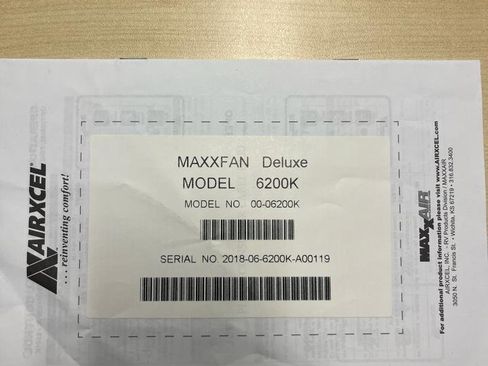 MAXXFAN Deluxe
MODEL 6200K
MODEL NO. 00-06200K
SERIAL NO. 2018-06-6200K-A00119
AIRXCEL®
. . . reinventing comfort!
MAXXAIR
For additional product information please visit www.AIRXCEL.com
AIRXCEL, INC. - RV Products Division / MAXXAIR
3050 N. St. Francis St. • Wichita, KS 67219 • 316.832.3400